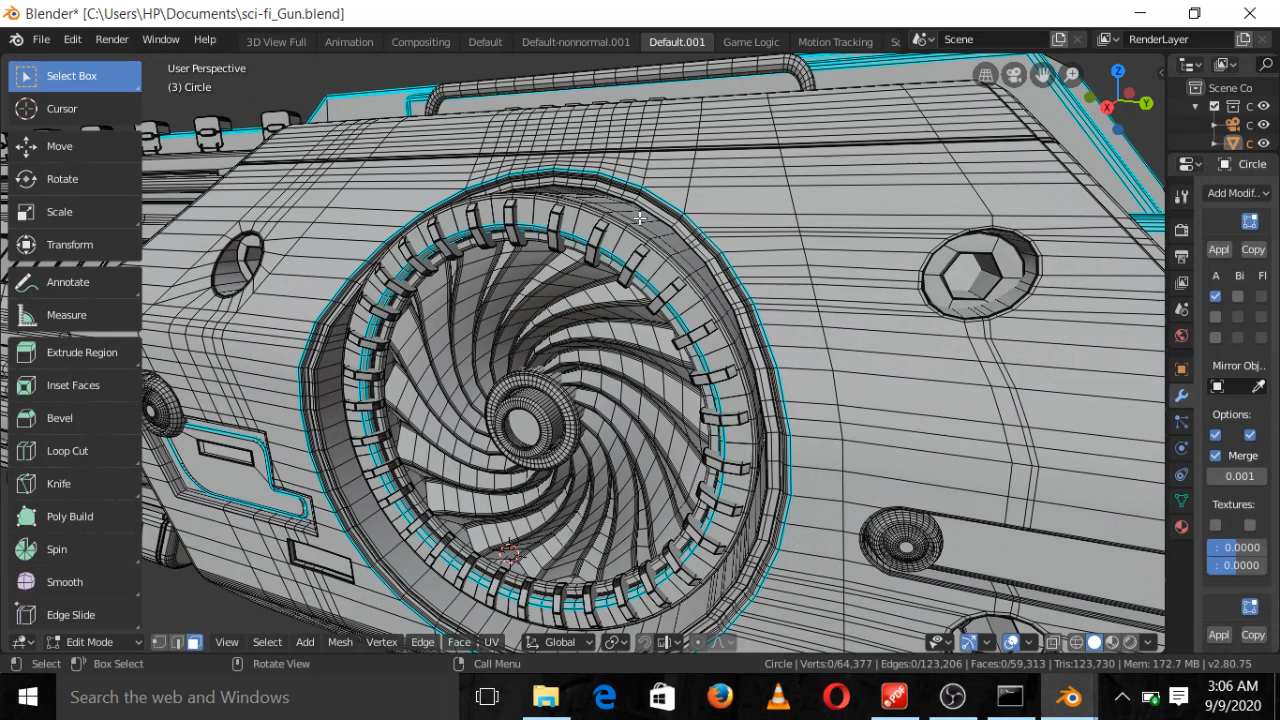 Blender* [C:\Users\HP\Documents\sci-fi_Gun.blend]
File Edit Render Window Help
3D View Full Animation Compositing Default Default-nonnormal.001 Default.001 Game Logic Motion Tracking Sc
Scene
RenderLayer
Select Box
Cursor
Move
Rotate
Scale
Transform
Annotate
Measure
Extrude Region
Inset Faces
Bevel
Loop Cut
Knife
Poly Build
Spin
Smooth
Edge Slide
User Perspective
(3) Circle
Z
X
Y
Scene Co
C
C
C
Circle
Add Modif...
Appl Copy
A Bi Fl
Mirror Obj..
Options:
Merge
0.001
Textures:
: 0.0000
: 0.0000
Appl Copy
Edit Mode
View Select Add Mesh Vertex Edge Face UV
Global
Select Box Select Rotate View Call Menu
Circle | Verts:0/64,377 | Edges:0/123,206 | Faces:0/59,313 | Tris:123,730 | Mem: 172.7 MB | v2.80.75
Search the web and Windows
PDF
3:06 AM
9/9/2020